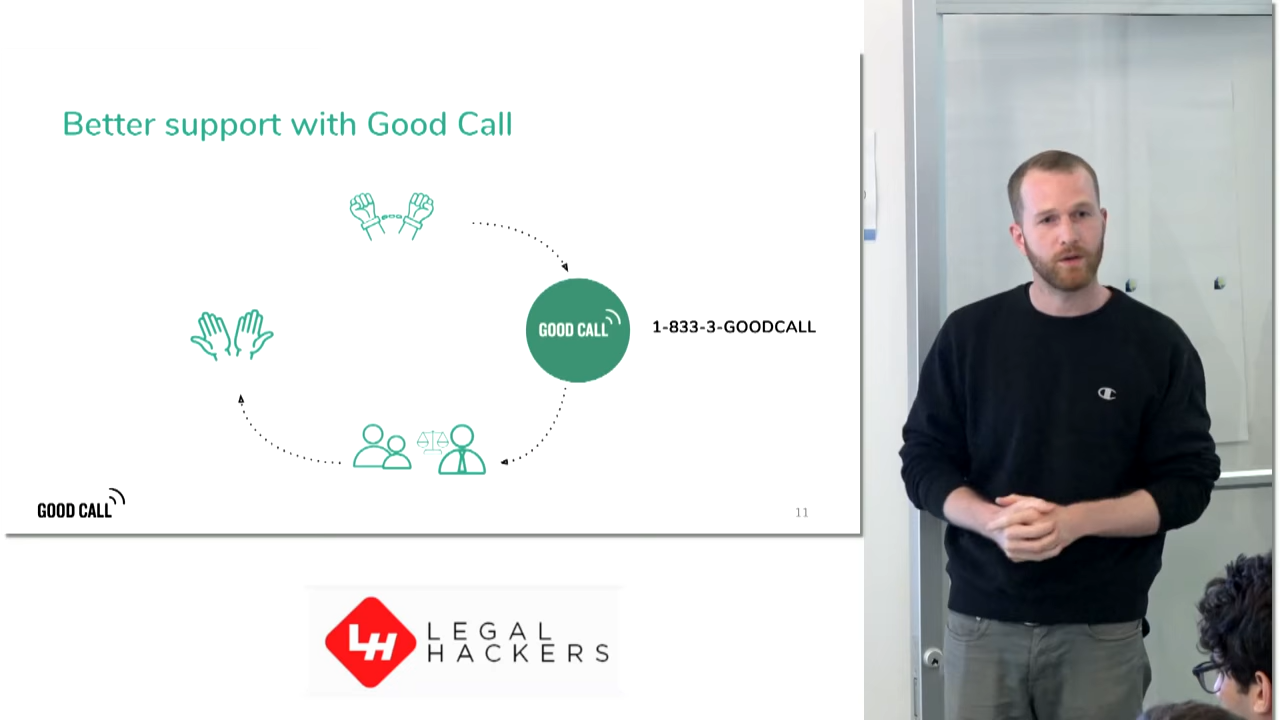 Better support with Good Call
GOOD CALL
1-833-3-GOODCALL
GOOD CALL
11
LH
LEGAL
HACKERS